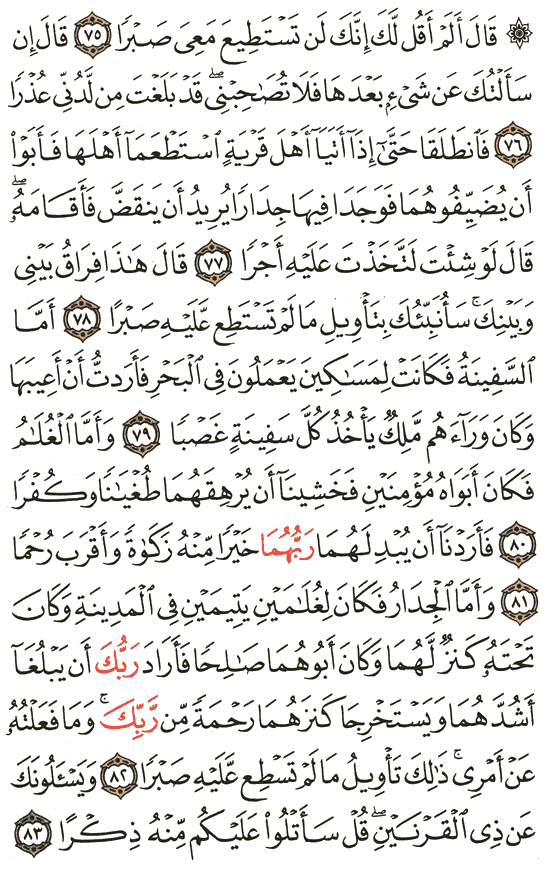 ۞ قَالَ أَلَمْ أَقُل لَّكَ إِنَّكَ لَن تَسْتَطِيعَ مَعِىَ صَبْرًا ٧٥ قَالَ إِن
سَأَلْتُكَ عَن شَىْءٍۭ بَعْدَهَا فَلَا تُصَٰحِبْنِى ۖ قَدْ بَلَغْتَ مِن لَّدُنِّى عُذْرًا
٧٦ فَٱنطَلَقَا حَتَّىٰٓ إِذَآ أَتَيَآ أَهْلَ قَرْيَةٍ ٱسْتَطْعَمَآ أَهْلَهَا فَأَبَوْا۟
أَن يُضَيِّفُوهُمَا فَوَجَدَا فِيهَا جِدَارًا يُرِيدُ أَن يَنقَضَّ فَأَقَامَهُۥ ۖ
قَالَ لَوْ شِئْتَ لَتَّخَذْتَ عَلَيْهِ أَجْرًا ٧٧ قَالَ هَٰذَا فِرَاقُ بَيْنِى
وَبَيْنِكَ ۚ سَأُنَبِّئُكَ بِتَأْوِيلِ مَا لَمْ تَسْتَطِع عَّلَيْهِ صَبْرًا ٧٨ أَمَّا
ٱلسَّفِينَةُ فَكَانَتْ لِمَسَٰكِينَ يَعْمَلُونَ فِى ٱلْبَحْرِ فَأَرَدتُّ أَنْ أَعِيبَهَا
وَكَانَ وَرَآءَهُم مَّلِكٌ يَأْخُذُ كُلَّ سَفِينَةٍ غَصْبًا ٧٩ وَأَمَّا ٱلْغُلَٰمُ
فَكَانَ أَبَوَاهُ مُؤْمِنَيْنِ فَخَشِينَآ أَن يُرْهِقَهُمَا طُغْيَٰنًا وَكُفْرًا
٨٠ فَأَرَدْنَآ أَن يُبْدِلَهُمَا رَبُّهُمَا خَيْرًا مِّنْهُ زَكَوٰةً وَأَقْرَبَ رُحْمًا
٨١ وَأَمَّا ٱلْجِدَارُ فَكَانَ لِغُلَٰمَيْنِ يَتِيمَيْنِ فِى ٱلْمَدِينَةِ وَكَانَ
تَحْتَهُۥ كَنزٌ لَّهُمَا وَكَانَ أَبُوهُمَا صَٰلِحًا فَأَرَادَ رَبُّكَ أَن يَبْلُغَآ
أَشُدَّهُمَا وَيَسْتَخْرِجَا كَنزَهُمَا رَحْمَةً مِّن رَّبِّكَ ۚ وَمَا فَعَلْتُهُۥ
عَنْ أَمْرِى ۚ ذَٰلِكَ تَأْوِيلُ مَا لَمْ تَسْطِع عَّلَيْهِ صَبْرًا ٨٢ وَيَسْـَٔلُونَكَ
عَن ذِى ٱلْقَرْنَيْنِ ۖ قُلْ سَأَتْلُوا۟ عَلَيْكُم مِّنْهُ ذِكْرًا ٨٣